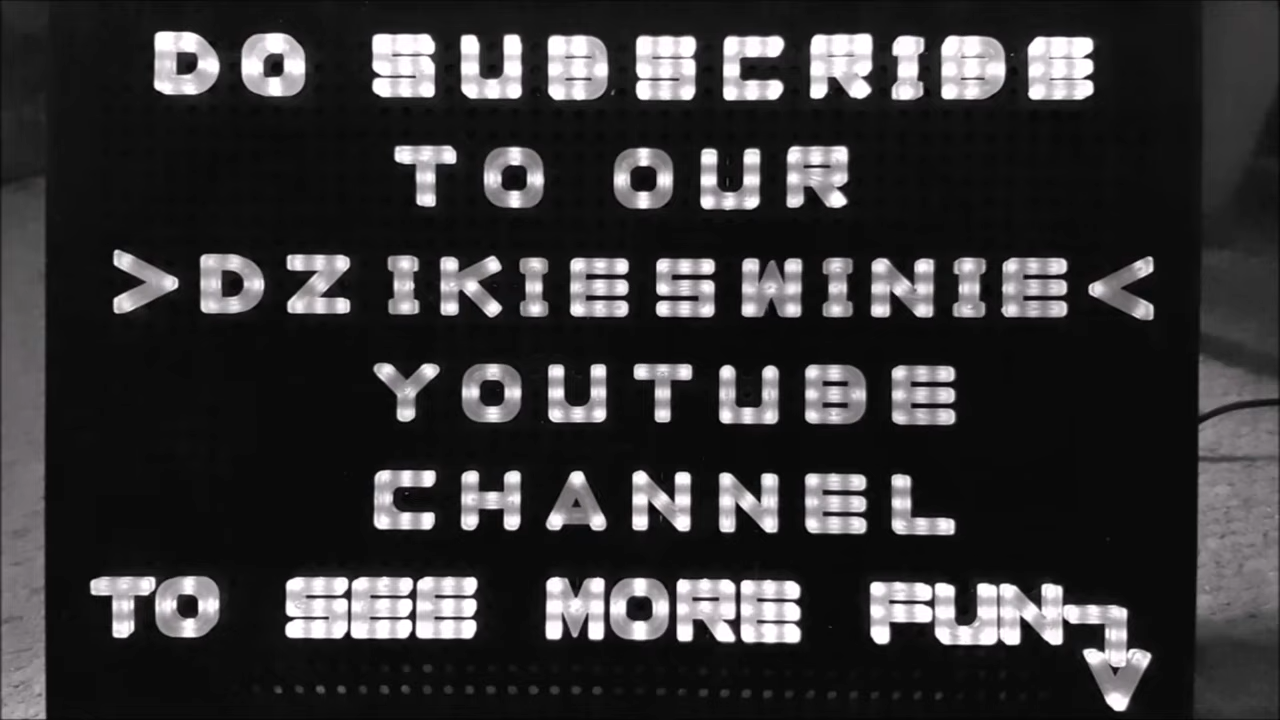 DO SUBSCRIBE
TO OUR
>DZIKIESWINIE<
YOUTUBE
CHANNEL
TO SEE MORE FUN